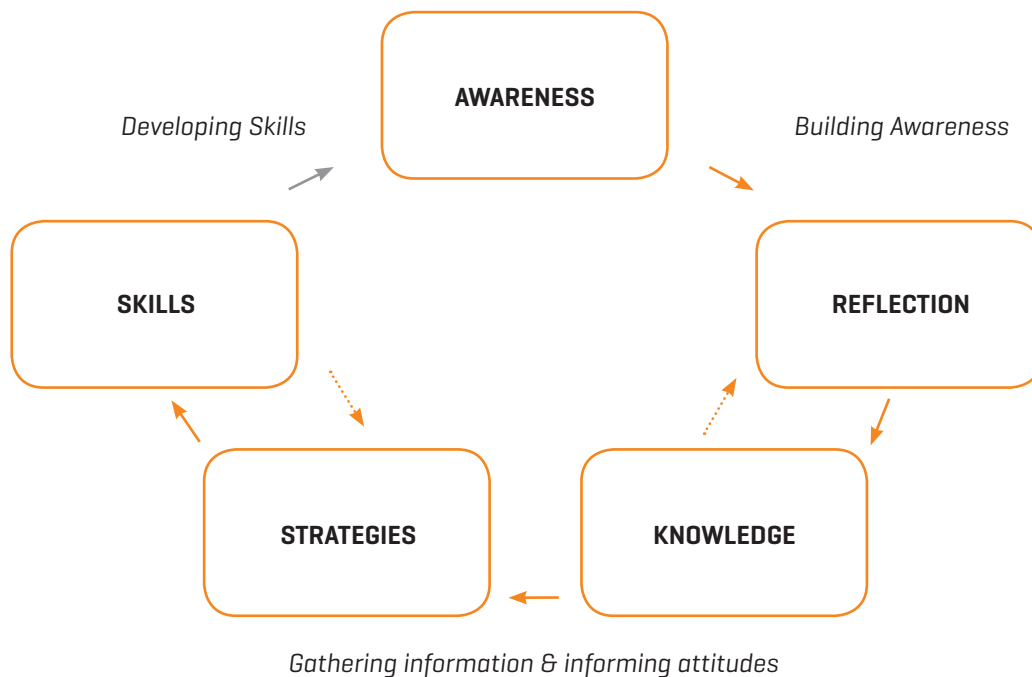 AWARENESS
Developing Skills
Building Awareness
SKILLS
REFLECTION
STRATEGIES
KNOWLEDGE
Gathering information & informing attitudes